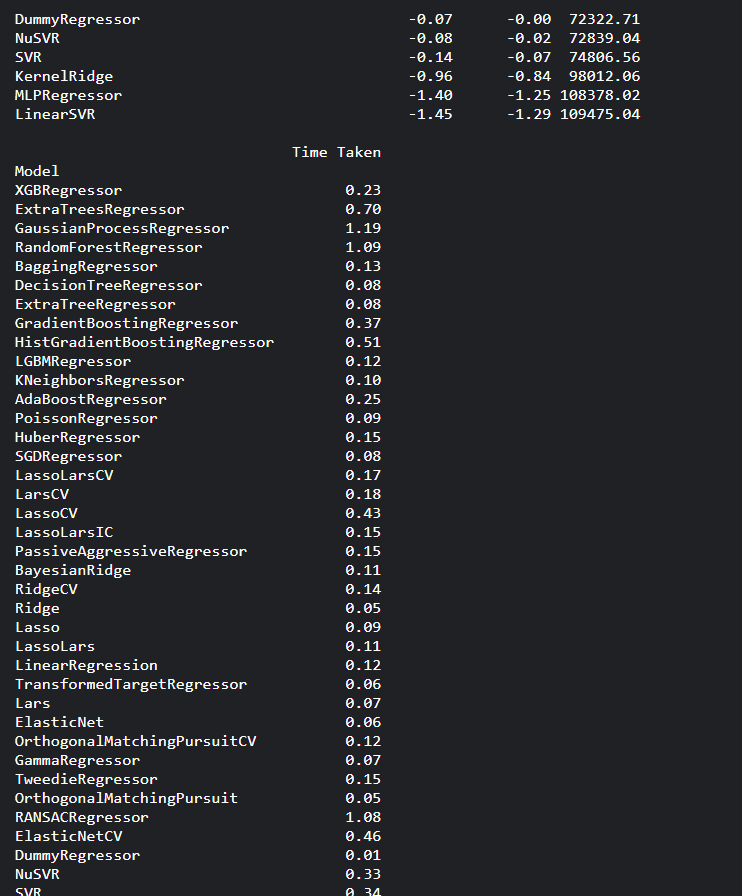 DummyRegressor -0.07 -0.00 72322.71
NuSVR -0.08 -0.02 72839.04
SVR -0.14 -0.07 74806.56
KernelRidge -0.96 -0.84 98012.06
MLPRegressor -1.40 -1.25 108378.02
LinearSVR -1.45 -1.29 109475.04
Time Taken
Model
XGBRegressor 0.23
ExtraTreesRegressor 0.70
GaussianProcessRegressor 1.19
RandomForestRegressor 1.09
BaggingRegressor 0.13
DecisionTreeRegressor 0.08
ExtraTreeRegressor 0.08
GradientBoostingRegressor 0.37
HistGradientBoostingRegressor 0.51
LGBMRegressor 0.12
KNeighborsRegressor 0.10
AdaBoostRegressor 0.25
PoissonRegressor 0.09
HuberRegressor 0.15
SGDRegressor 0.08
LassoLarsCV 0.17
LarsCV 0.18
LassoCV 0.43
LassoLarsIC 0.15
PassiveAggressiveRegressor 0.15
BayesianRidge 0.11
RidgeCV 0.14
Ridge 0.05
Lasso 0.09
LassoLars 0.11
LinearRegression 0.12
TransformedTargetRegressor 0.06
Lars 0.07
ElasticNet 0.06
OrthogonalMatchingPursuitCV 0.12
GammaRegressor 0.07
TweedieRegressor 0.15
OrthogonalMatchingPursuit 0.05
RANSACRegressor 1.08
ElasticNetCV 0.46
DummyRegressor 0.01
NuSVR 0.33
SVR 0.34